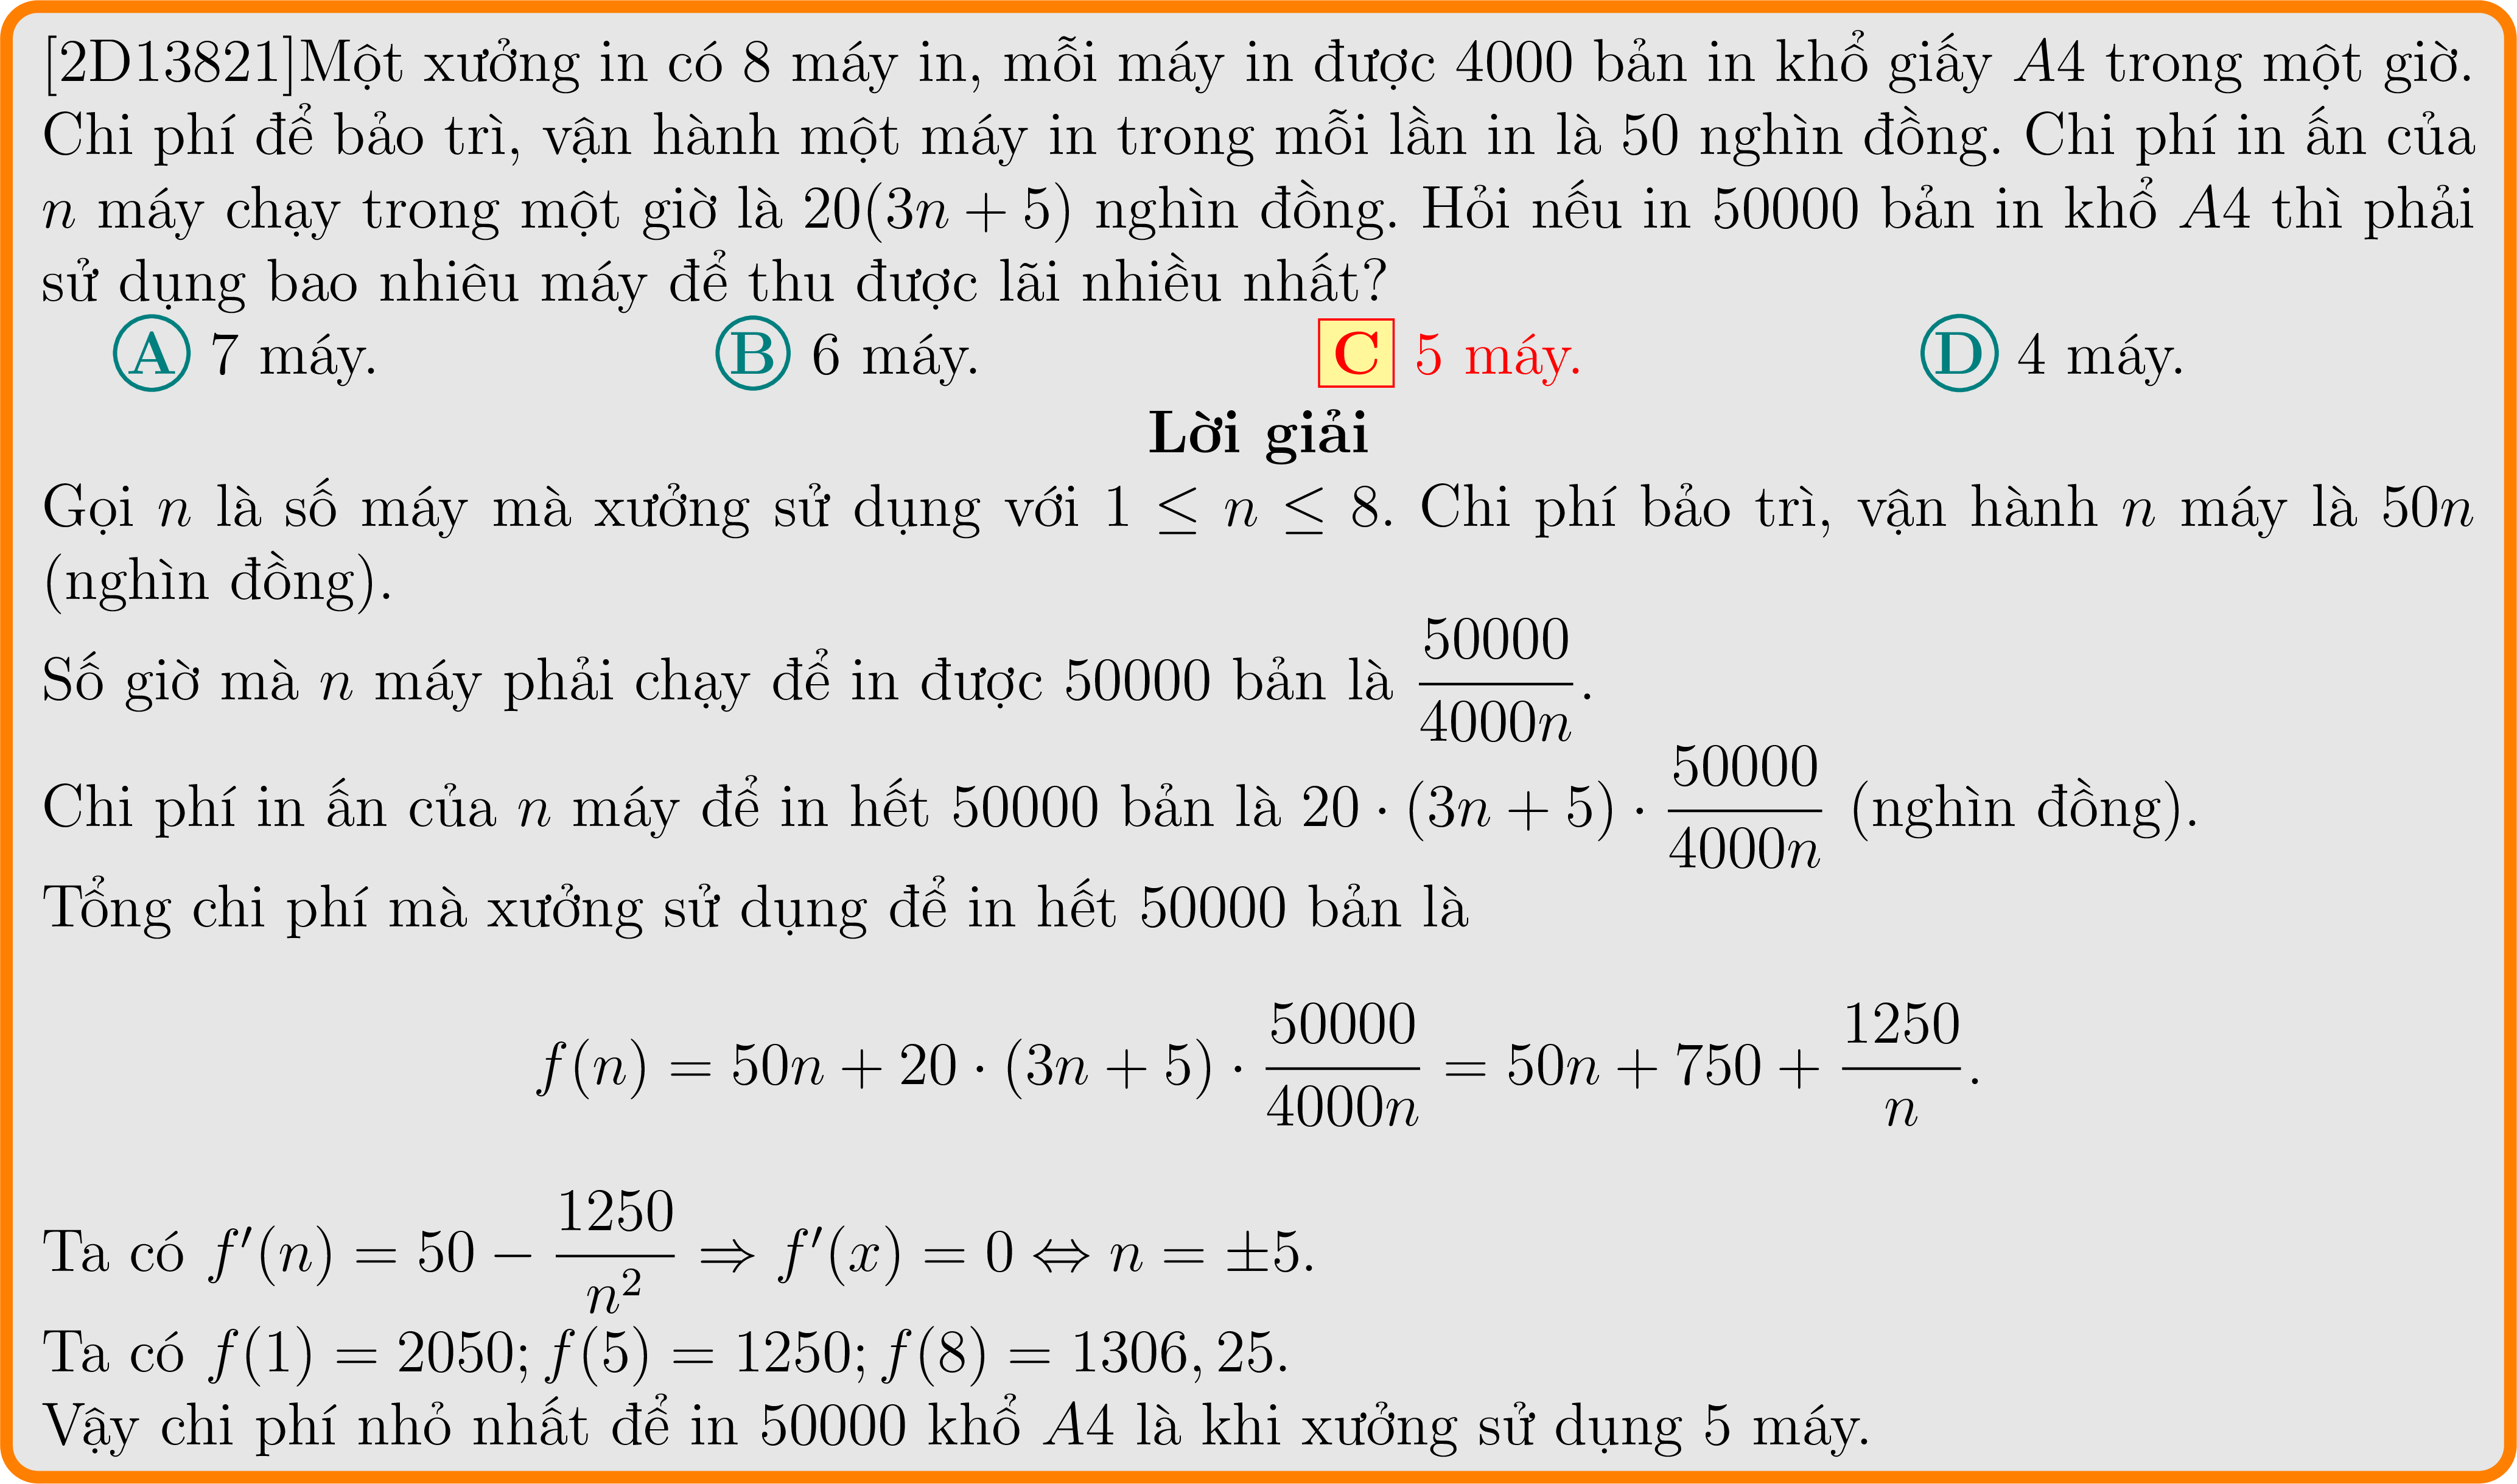 [2D13821]Một xưởng in có 8 máy in, mỗi máy in được 4000 bản in khổ giấy A4 trong một giờ.
Chi phí để bảo trì, vận hành một máy in trong mỗi lần in là 50 nghìn đồng. Chi phí in ấn của
n máy chạy trong một giờ là 20(3n + 5) nghìn đồng. Hỏi nếu in 50000 bản in khổ A4 thì phải
sử dụng bao nhiêu máy để thu được lãi nhiều nhất?
A 7 máy. B 6 máy. C 5 máy. D 4 máy.
Lời giải
Gọi n là số máy mà xưởng sử dụng với 1 ≤ n ≤ 8. Chi phí bảo trì, vận hành n máy là 50n
(nghìn đồng).
Số giờ mà n máy phải chạy để in được 50000 bản là \frac{50000}{4000n}.
Chi phí in ấn của n máy để in hết 50000 bản là 20 · (3n + 5) · \frac{50000}{4000n} (nghìn đồng).
Tổng chi phí mà xưởng sử dụng để in hết 50000 bản là
f(n) = 50n + 20 · (3n + 5) · \frac{50000}{4000n} = 50n + 750 + \frac{1250}{n}.
Ta có f′(n) = 50 − \frac{1250}{n^2} ⇒ f′(x) = 0 ⇔ n = ±5.
Ta có f(1) = 2050; f(5) = 1250; f(8) = 1306, 25.
Vậy chi phí nhỏ nhất để in 50000 khổ A4 là khi xưởng sử dụng 5 máy.